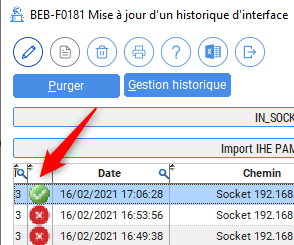 BEB-F0181 Mise à jour d'un historique d'interface
Purger Gestion historique
IN_SOCK
Import IHE PAM
Date Chemin
3 16/02/2021 17:06:28 Socket 192.168
3 16/02/2021 16:53:56 Socket 192.168
3 16/02/2021 16:49:38 Socket 192.168